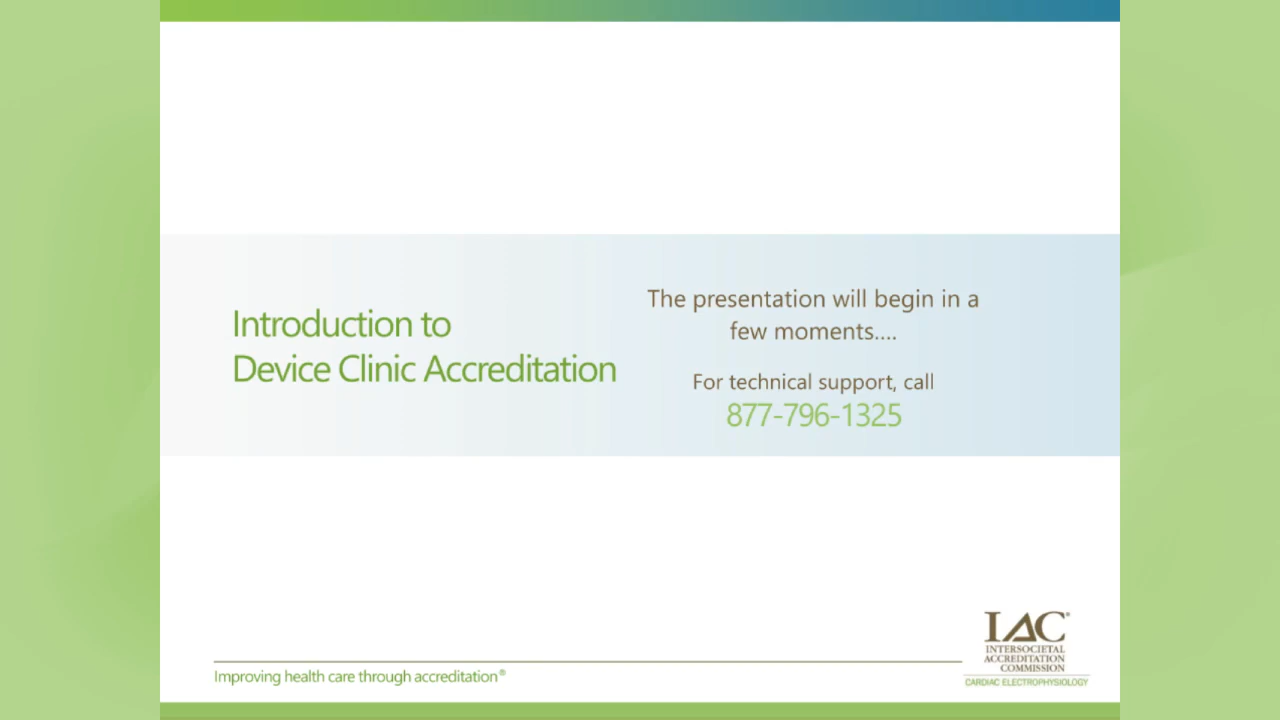 Introduction to
Device Clinic Accreditation
The presentation will begin in a
few moments....
For technical support, call
877-796-1325
Improving health care through accreditation®
IAC®
INTERSOCIETAL
ACCREDITATION
COMMISSION
CARDIAC ELECTROPHYSIOLOGY